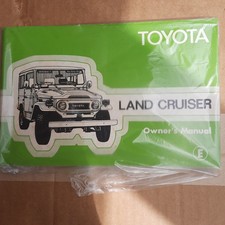 TOYOTA
LAND CRUISER
Owner's Manual
E